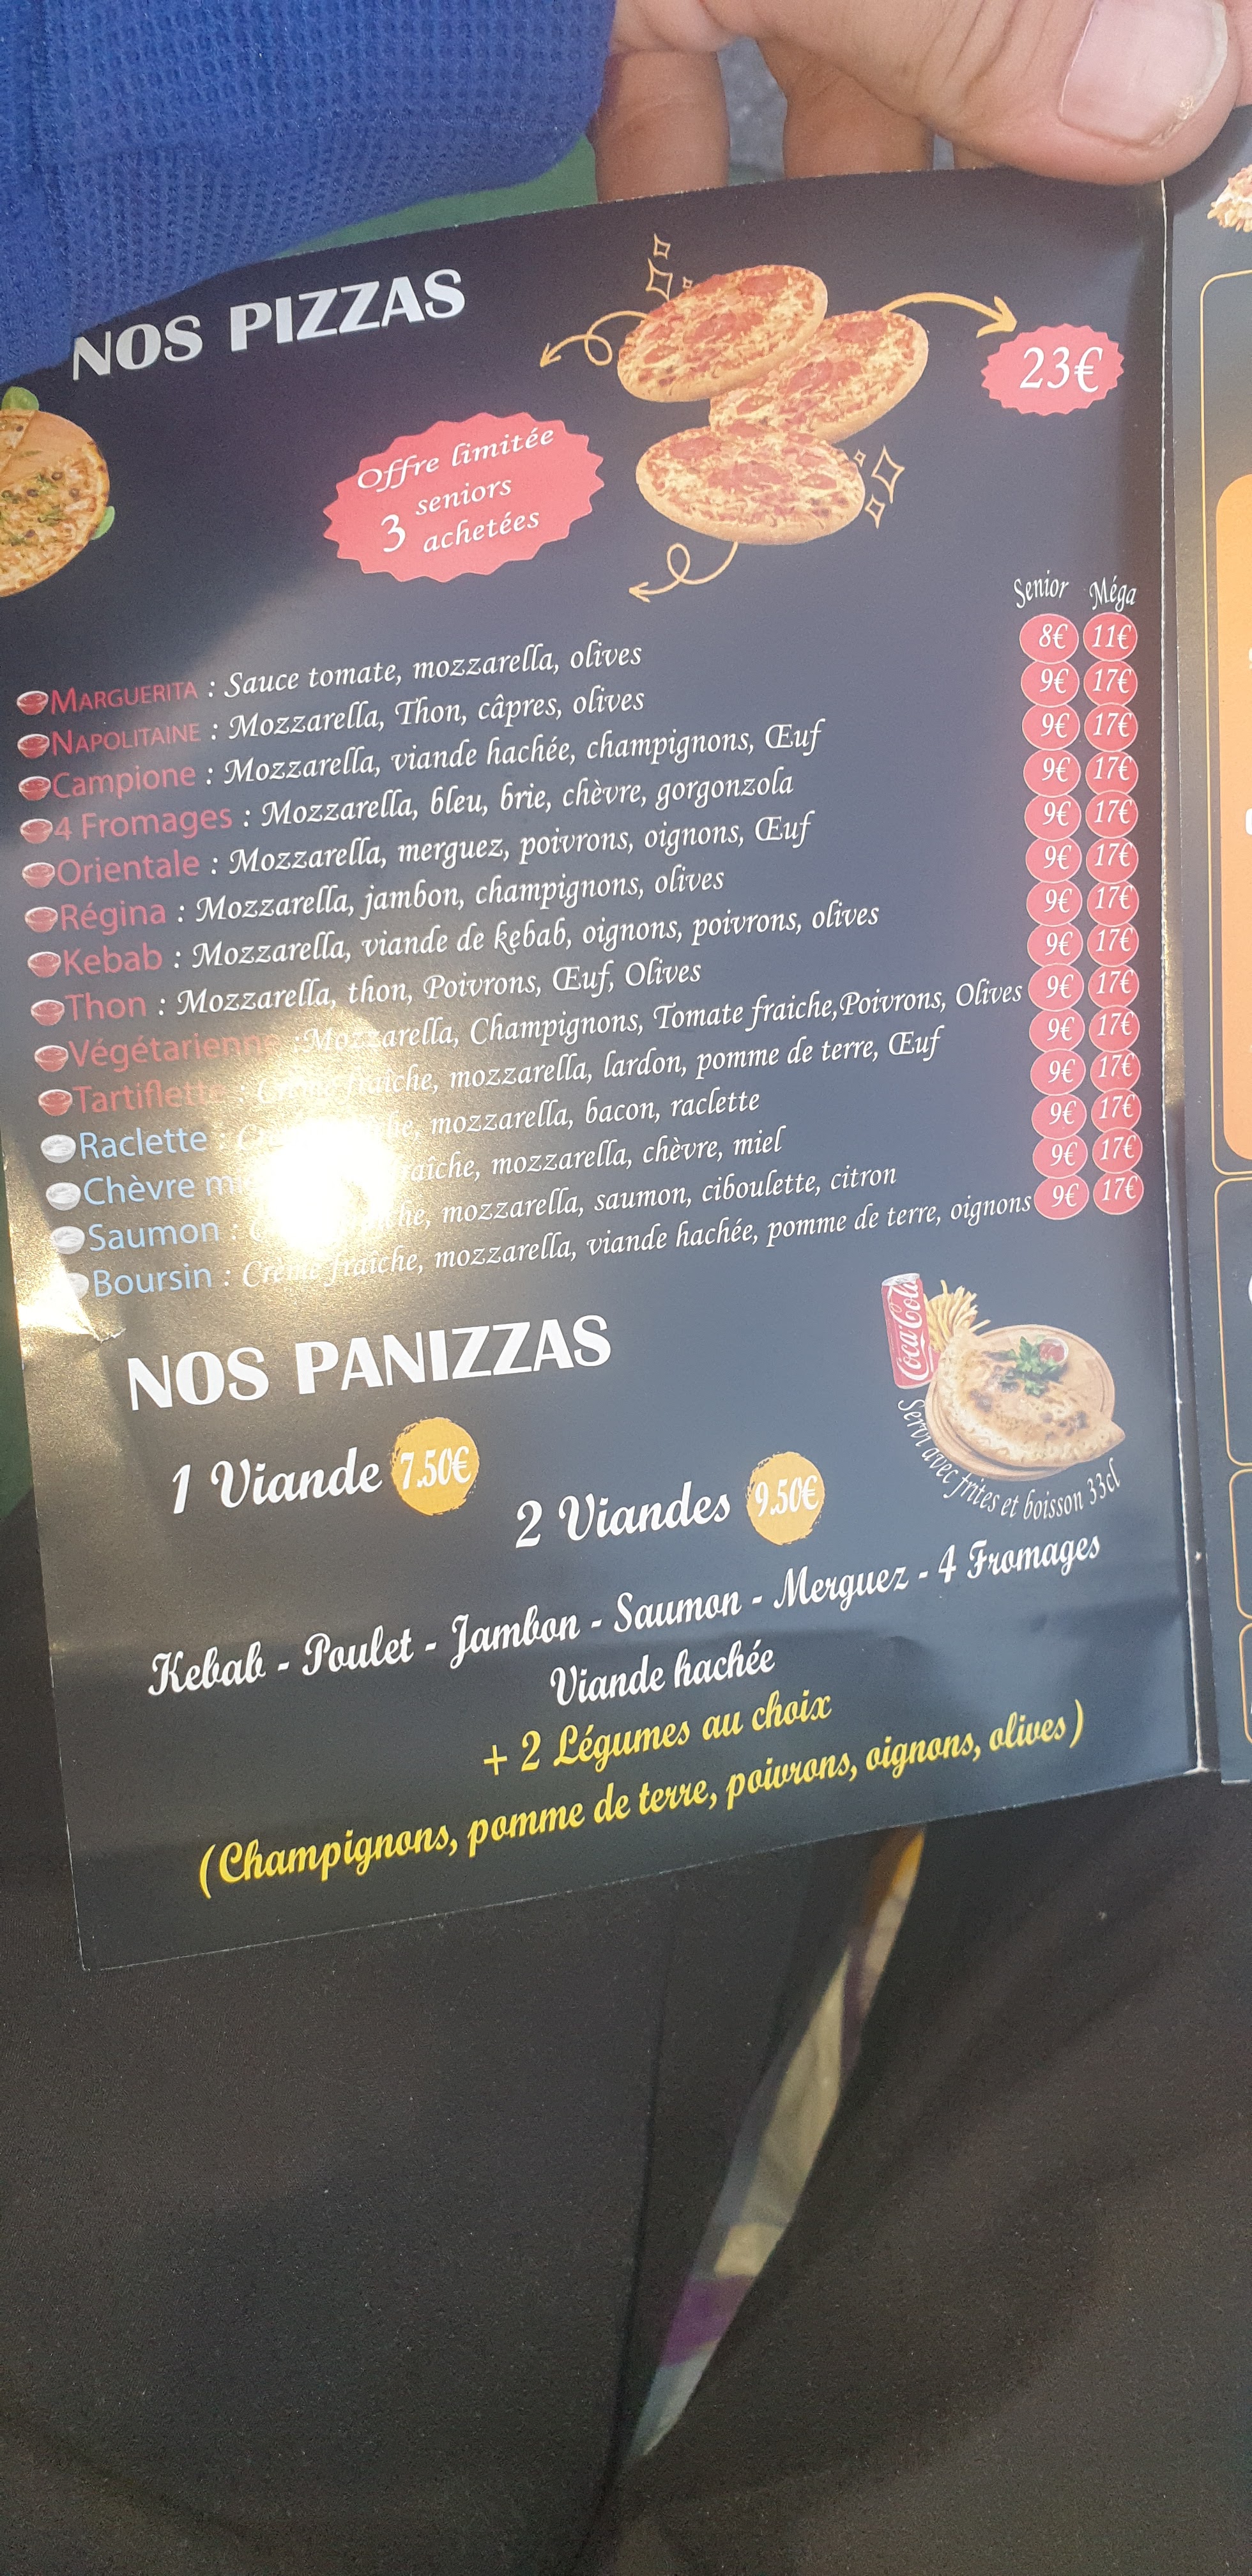 NOS PIZZAS
23€
Offre limitée
3 seniors
achetées
Senior Méga
MARGUERITA : Sauce tomate, mozzarella, olives 8€ 11€
NAPOLITAINE : Mozzarella, Thon, câpres, olives 9€ 17€
Campione : Mozzarella, viande hachée, champignons, Œuf 9€ 17€
4 Fromages : Mozzarella, bleu, brie, chèvre, gorgonzola 9€ 17€
Orientale : Mozzarella, merguez, poivrons, oignons, Œuf 9€ 17€
Régina : Mozzarella, jambon, champignons, olives 9€ 17€
Kebab : Mozzarella, viande de kebab, oignons, poivrons, olives 9€ 17€
Thon : Mozzarella, thon, Poivrons, Œuf, Olives 9€ 17€
Végétarienne :Mozzarella, Champignons, Tomate fraiche,Poivrons, Olives 9€ 17€
Tartiflette : Crème fraîche, mozzarella, lardon, pomme de terre, Œuf 9€ 17€
Raclette : mozzarella, bacon, raclette 9€ 17€
Chèvre fraîche, mozzarella, chèvre, miel 9€ 17€
Saumon : mozzarella, saumon, ciboulette, citron 9€ 17€
Boursin : Crème fraîche, mozzarella, viande hachée, pomme de terre, oignons 9€ 17€
NOS PANIZZAS
Coca-Cola
1 Viande 7.50€
2 Viandes 9.50€
Servi avec frites et boisson 33cl
Kebab - Poulet - Jambon - Saumon - Merguez - 4 Fromages
Viande hachée
+ 2 Légumes au choix
(Champignons, pomme de terre, poivrons, oignons, olives)